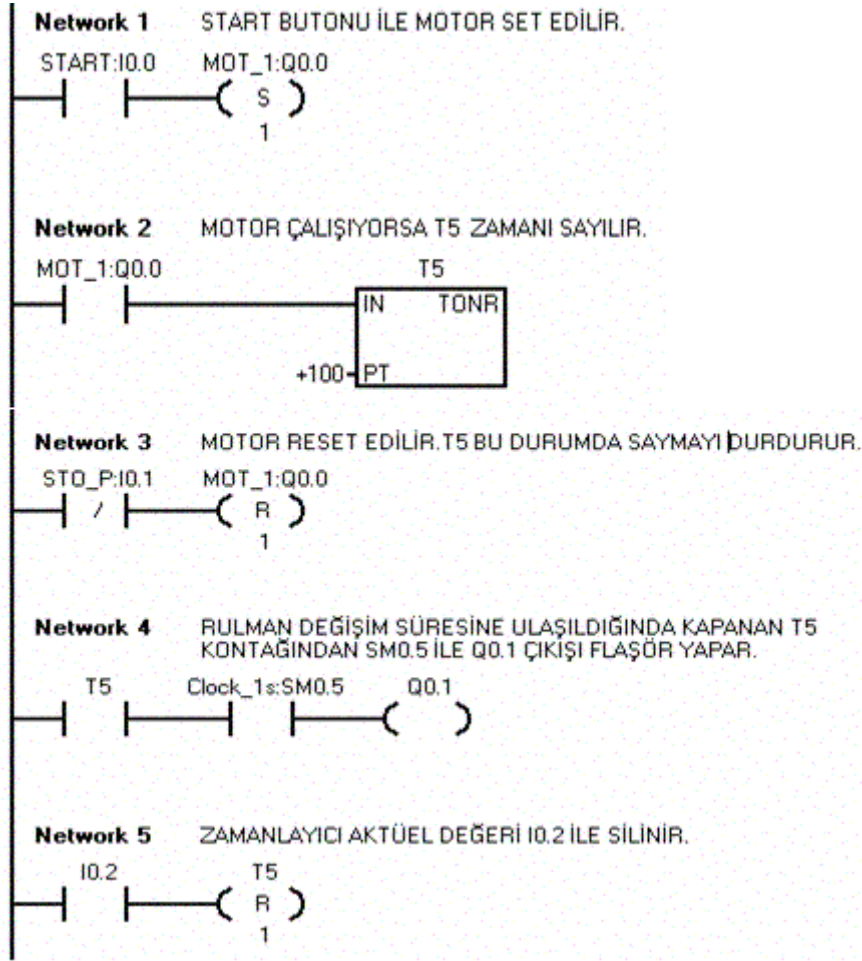 Network 1 START BUTONU İLE MOTOR SET EDİLİR.
START:I0.0 MOT_1:Q0.0
S
1
Network 2 MOTOR ÇALIŞIYORSA T5 ZAMANI SAYILIR.
MOT_1:Q0.0 T5
IN TONR
+100 PT
Network 3 MOTOR RESET EDİLİR.T5 BU DURUMDA SAYMAYI DURDURUR.
STO_P:I0.1 MOT_1:Q0.0
/ R
1
Network 4 RULMAN DEĞİŞİM SÜRESİNE ULAŞILDIĞINDA KAPANAN T5
KONTAĞINDAN SM0.5 İLE Q0.1 ÇIKIŞI FLAŞÖR YAPAR.
T5 Clock_1s:SM0.5 Q0.1
Network 5 ZAMANLAYICI AKTÜEL DEĞERİ I0.2 İLE SİLİNİR.
I0.2 T5
R
1